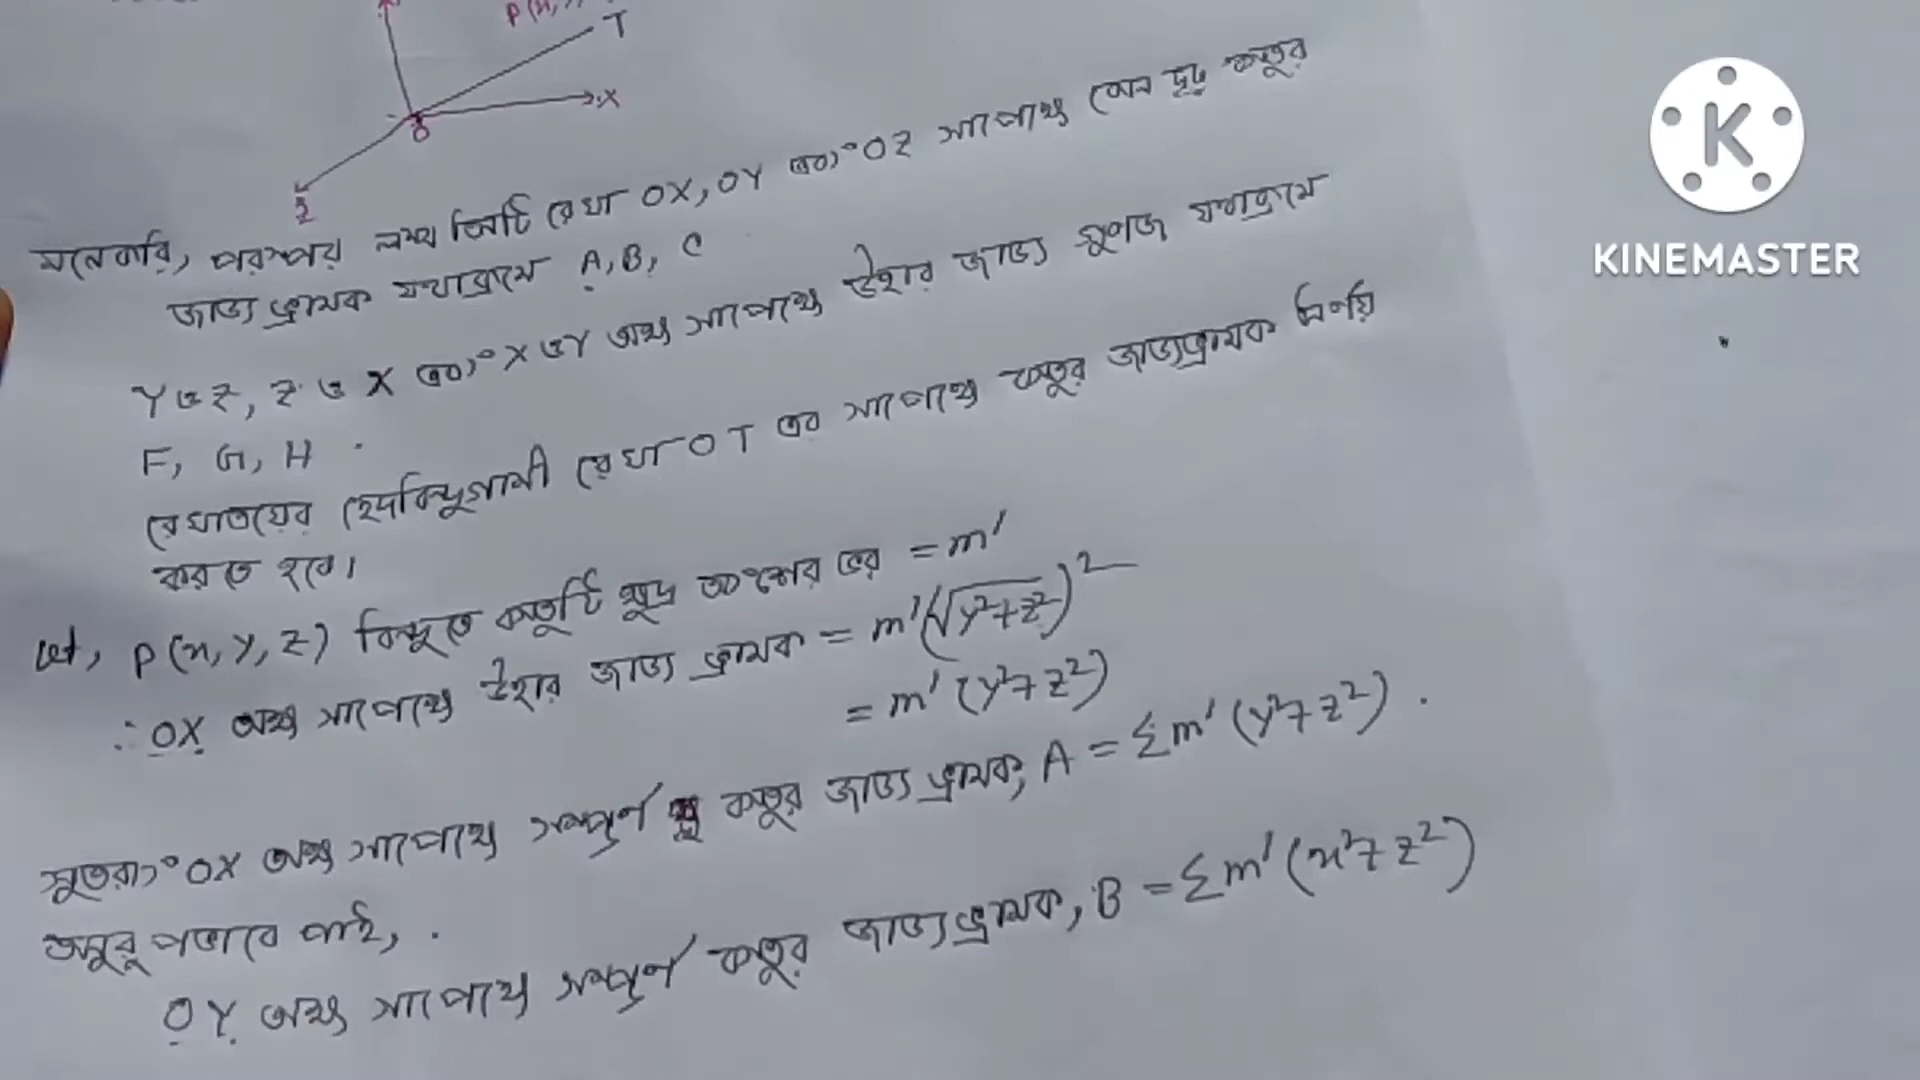 P(x,
T
X
O
Z
মনেকরি, পরস্পর লম্ব তিনটি রেখা OX, OY এবং OZ সাপেক্ষে কোন দৃঢ় বস্তুর
জাড্য ভ্রামক যথাক্রমে A, B, C
Y ও Z, Z ও X এবং X ও Y অক্ষ সাপেক্ষে উহার জাড্য গুণজ যথাক্রমে
F, G, H
রেখাত্রয়ের ছেদবিন্দুগামী রেখা OT এর সাপেক্ষে বস্তুর জাড্যভ্রামক নির্ণয়
করতে হবে।
Let, P(x, y, z) বিন্দুতে বস্তুটি ক্ষুদ্র অংশের ভর = m'
∴ OX অক্ষ সাপেক্ষে উহার জাড্য ভ্রামক = m'(√y²+z²)²
= m' (y²+z²)
সুতরাং OX অক্ষ সাপেক্ষে সম্পূর্ণ বস্তুর জাড্য ভ্রামক, A = Σm' (y²+z²).
অনুরূপভাবে পাই,
OY অক্ষ সাপেক্ষে সম্পূর্ণ বস্তুর জাড্যভ্রামক, B = Σm' (x²+z²)
K
KINEMASTER